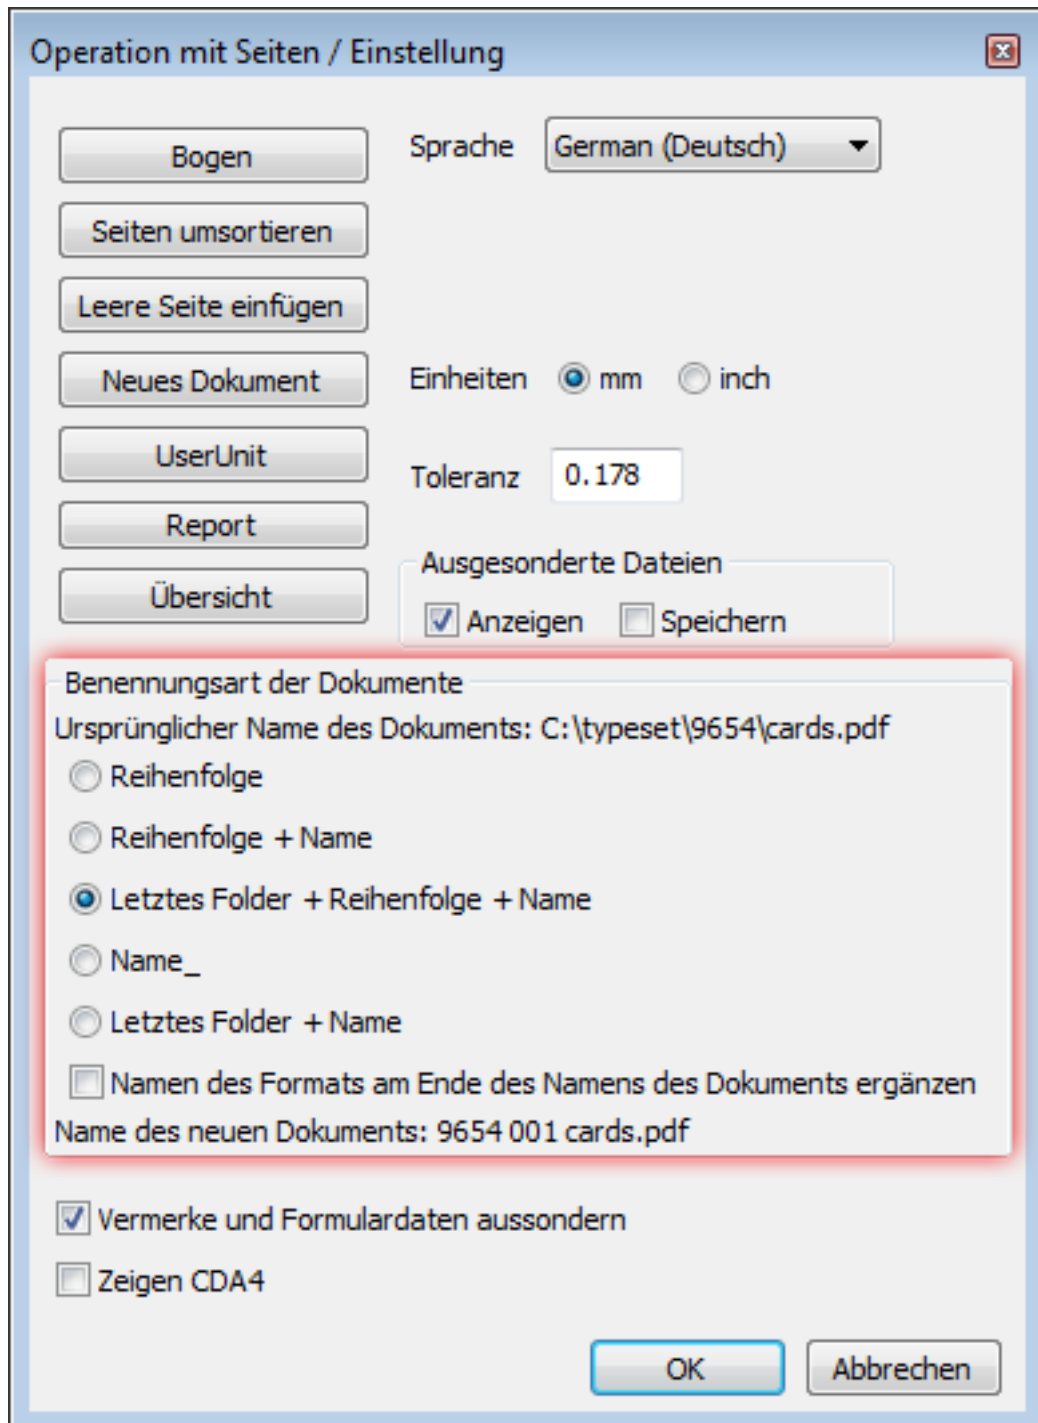 Operation mit Seiten / Einstellung
Bogen
Sprache German (Deutsch)
Seiten umsortieren
Leere Seite einfügen
Neues Dokument
Einheiten mm inch
UserUnit
Toleranz 0.178
Report
Ausgesonderte Dateien
Übersicht
Anzeigen Speichern
Benennungsart der Dokumente
Ursprünglicher Name des Dokuments: C:\typeset\9654\cards.pdf
Reihenfolge
Reihenfolge + Name
Letztes Folder + Reihenfolge + Name
Name_
Letztes Folder + Name
Namen des Formats am Ende des Namens des Dokuments ergänzen
Name des neuen Dokuments: 9654 001 cards.pdf
Vermerke und Formulardaten aussondern
Zeigen CDA4
OK Abbrechen